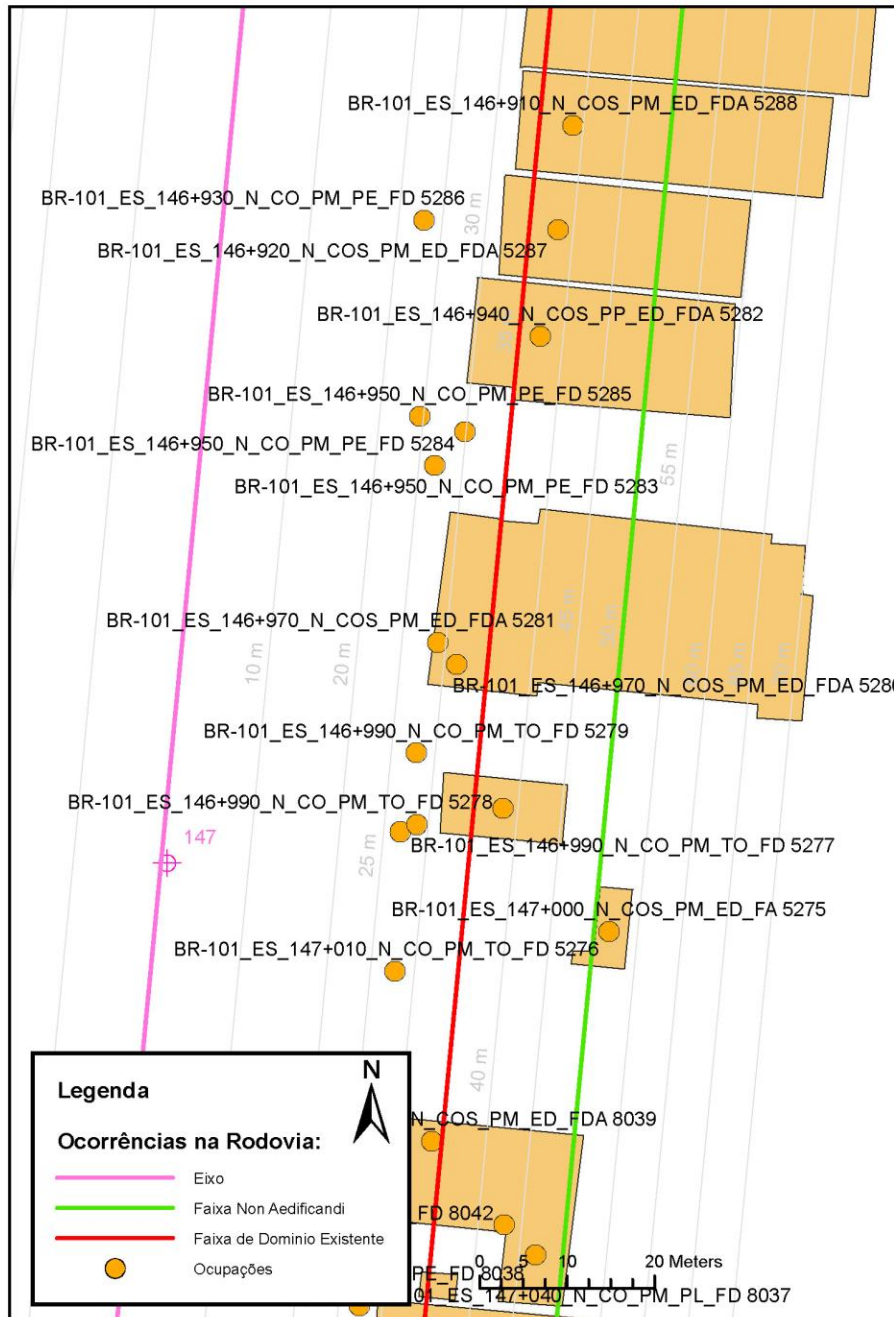 BR-101_ES_146+910_N_COS_PM_ED_FDA 5288
BR-101_ES_146+930_N_CO_PM_PE_FD 5286
30 m
BR-101_ES_146+920_N_COS_PM_ED_FDA 5287
BR-101_ES_146+940_N_COS_PP_ED_FDA 5282
BR-101_ES_146+950_N_CO_PM_PE_FD 5285
BR-101_ES_146+950_N_CO_PM_PE_FD 5284
55 m
BR-101_ES_146+950_N_CO_PM_PE_FD 5283
45 m
BR-101_ES_146+970_N_COS_PM_ED_FDA 5281
10 m
20 m
BR-101_ES_146+970_N_COS_PM_ED_FDA 5280
BR-101_ES_146+990_N_CO_PM_TO_FD 5279
BR-101_ES_146+990_N_CO_PM_TO_FD 5278
147
25 m
BR-101_ES_146+990_N_CO_PM_TO_FD 5277
BR-101_ES_147+000_N_COS_PM_ED_FA 5275
BR-101_ES_147+010_N_CO_PM_TO_FD 5276
40 m
N_COS_PM_ED_FDA 8039
FD 8042
PE_FD 8038
01_ES_147+040_N_CO_PM_PL_FD 8037
0 5 10 20 Meters
N
Legenda
Ocorrências na Rodovia:
Eixo
Faixa Non Aedificandi
Faixa de Dominio Existente
Ocupações